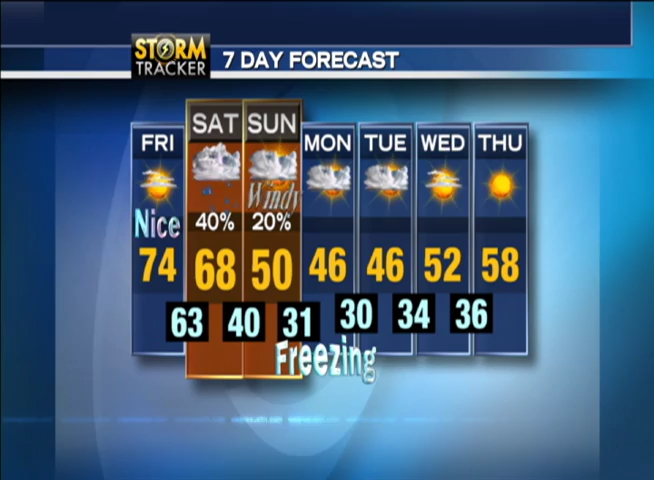 STORM
TRACKER
7 DAY FORECAST
FRI SAT SUN MON TUE WED THU
Nice Windy
40% 20%
74 68 50 46 46 52 58
63 40 31 30 34 36
Freezing